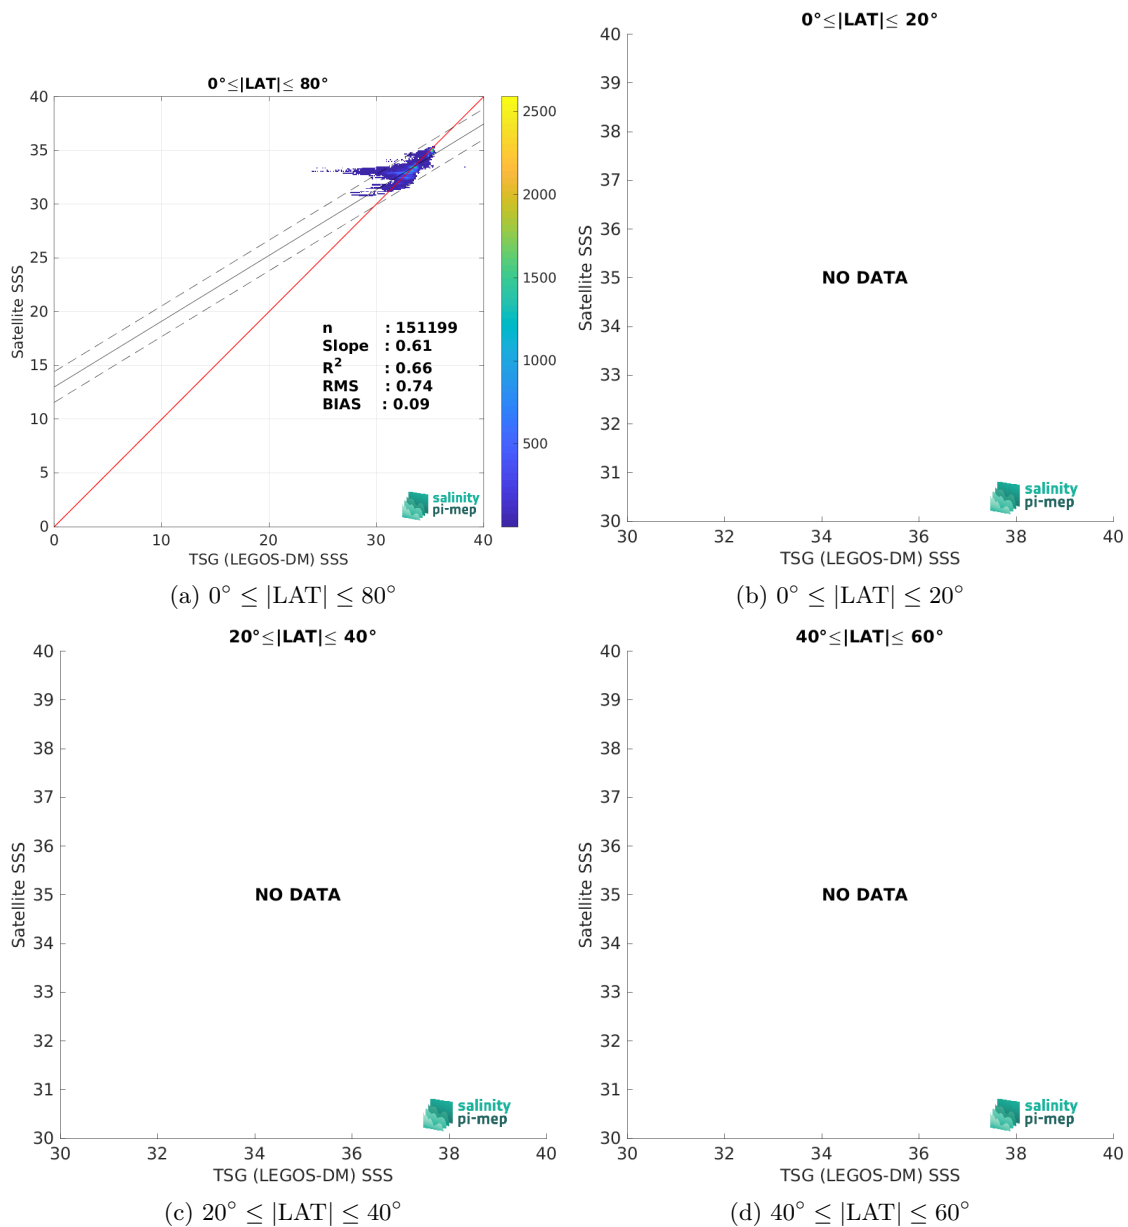 0°≤|LAT|≤ 80°
40
35
30
25
20
15
10
5
0
0
10
20
30
40
Satellite SSS
TSG (LEGOS-DM) SSS
n : 151199
Slope : 0.61
R² : 0.66
RMS : 0.74
BIAS : 0.09
salinity
pi-mep
2500
2000
1500
1000
500
(a) 0° ≤ |LAT| ≤ 80°
0°≤|LAT|≤ 20°
40
39
38
37
36
35
34
33
32
31
30
30
32
34
36
38
40
Satellite SSS
NO DATA
salinity
pi-mep
TSG (LEGOS-DM) SSS
(b) 0° ≤ |LAT| ≤ 20°
20°≤|LAT|≤ 40°
40
39
38
37
36
35
34
33
32
31
30
30
32
34
36
38
40
Satellite SSS
NO DATA
salinity
pi-mep
TSG (LEGOS-DM) SSS
(c) 20° ≤ |LAT| ≤ 40°
40°≤|LAT|≤ 60°
40
39
38
37
36
35
34
33
32
31
30
30
32
34
36
38
40
Satellite SSS
NO DATA
salinity
pi-mep
TSG (LEGOS-DM) SSS
(d) 40° ≤ |LAT| ≤ 60°